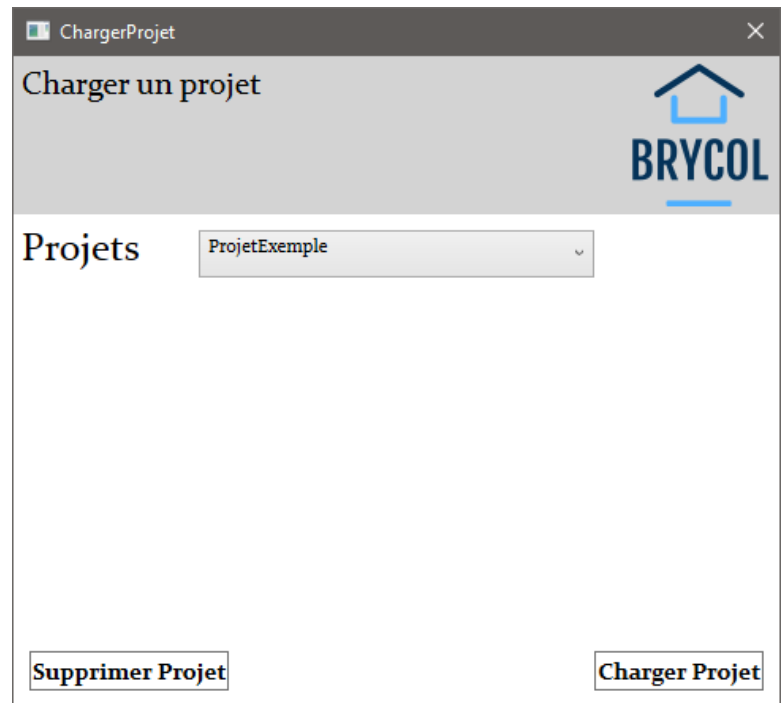 ChargerProjet
Charger un projet
BRYCOL
Projets
ProjetExemple
Supprimer Projet
Charger Projet